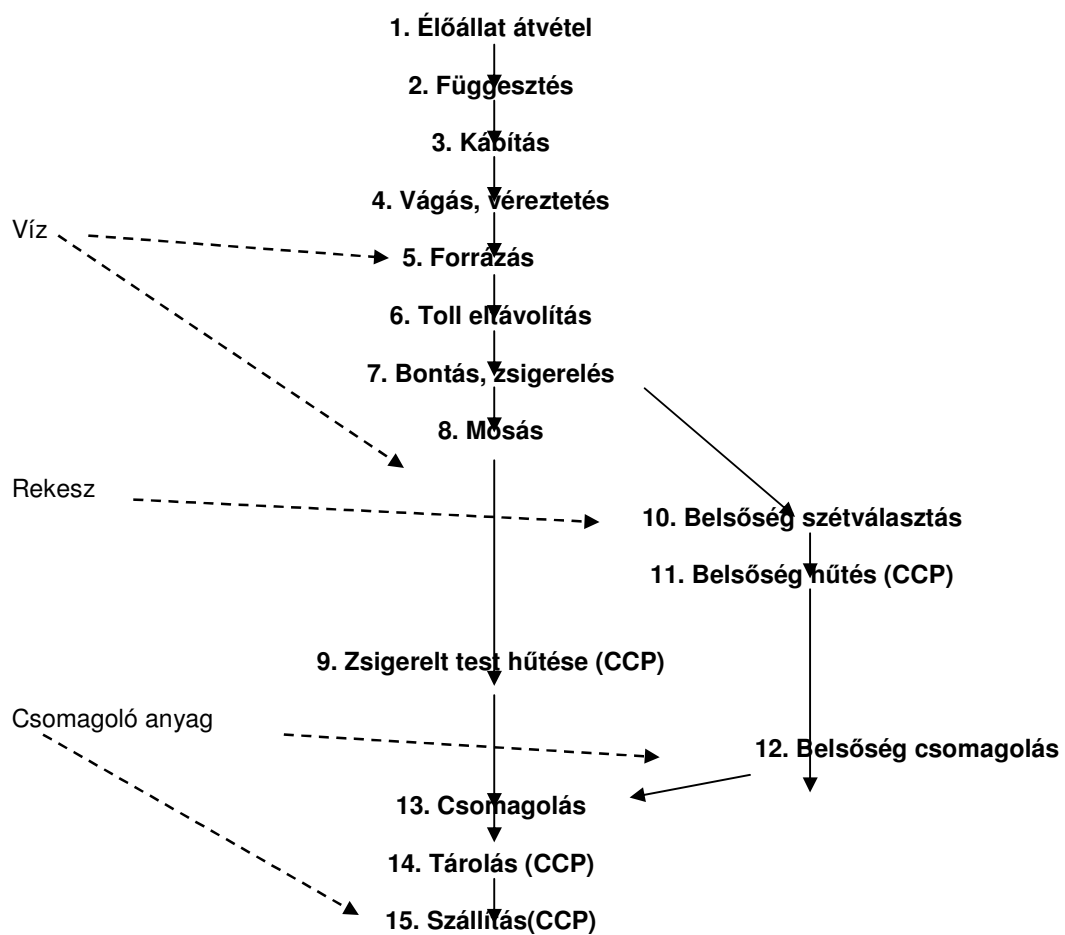 1. Élőállat átvétel
2. Függesztés
3. Kábítás
4. Vágás, véreztetés
Víz
5. Forrázás
6. Toll eltávolítás
7. Bontás, zsigerelés
8. Mosás
Rekesz
10. Belsőség szétválasztás
11. Belsőség hűtés (CCP)
9. Zsigerelt test hűtése (CCP)
Csomagoló anyag
12. Belsőség csomagolás
13. Csomagolás
14. Tárolás (CCP)
15. Szállítás(CCP)